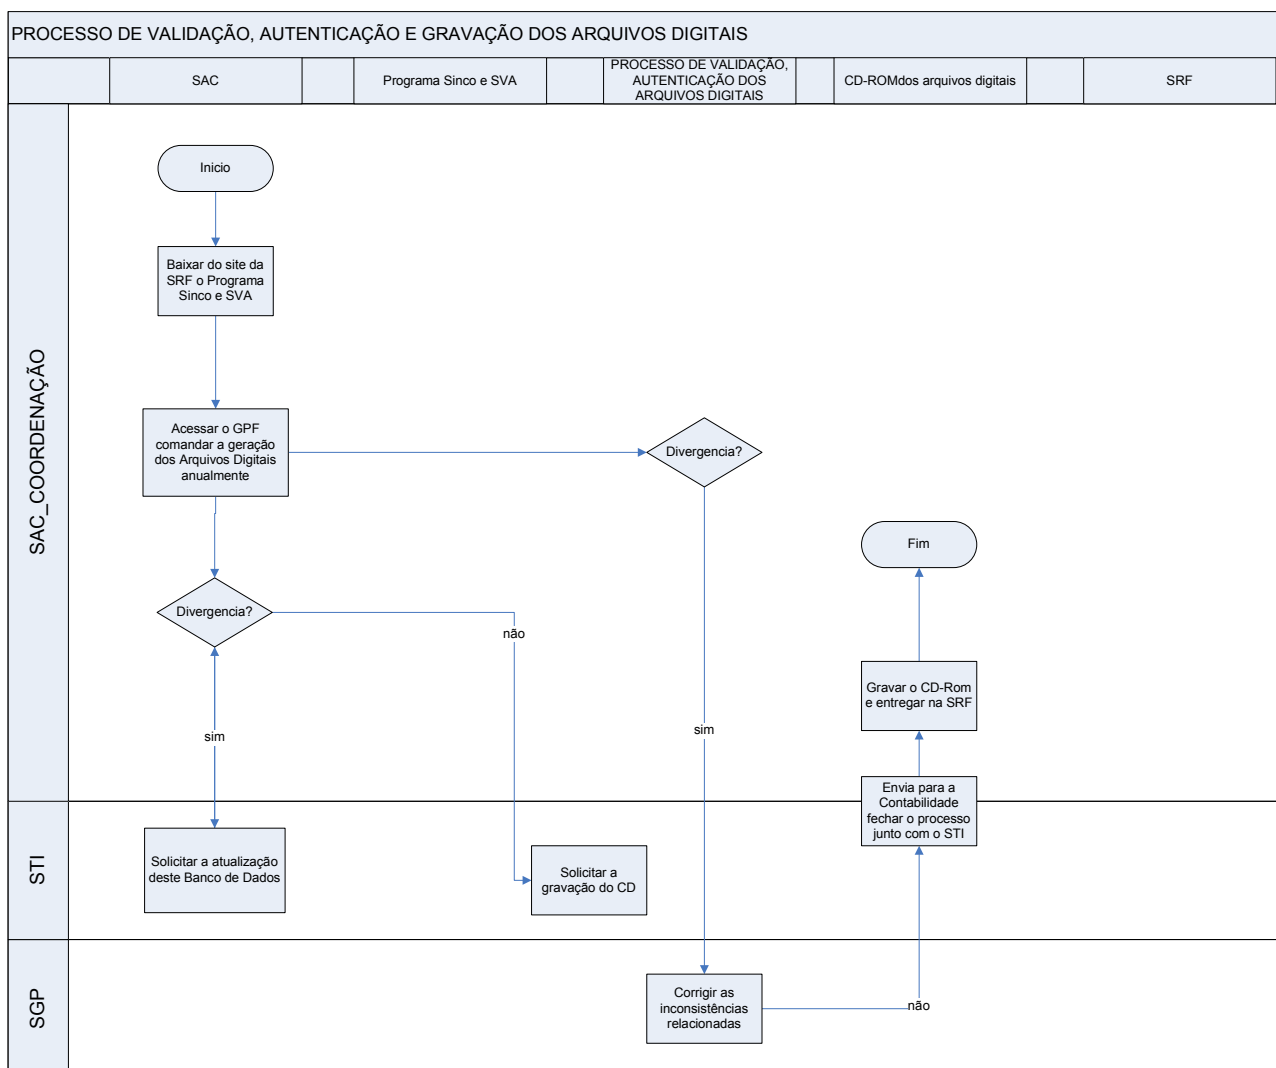 PROCESSO DE VALIDAÇÃO, AUTENTICAÇÃO E GRAVAÇÃO DOS ARQUIVOS DIGITAIS
SAC
Programa Sinco e SVA
PROCESSO DE VALIDAÇÃO,
AUTENTICAÇÃO DOS
ARQUIVOS DIGITAIS
CD-ROMdos arquivos digitais
SRF
SAC_COORDENAÇÃO
Inicio
Baixar do site da
SRF o Programa
Sinco e SVA
Acessar o GPF
comandar a geração
dos Arquivos Digitais
anualmente
Divergencia?
Divergencia?
não
sim
sim
Fim
Gravar o CD-Rom
e entregar na SRF
Envia para a
Contabilidade
fechar o processo
junto com o STI
STI
Solicitar a atualização
deste Banco de Dados
Solicitar a
gravação do CD
SGP
Corrigir as
inconsistências
relacionadas
não